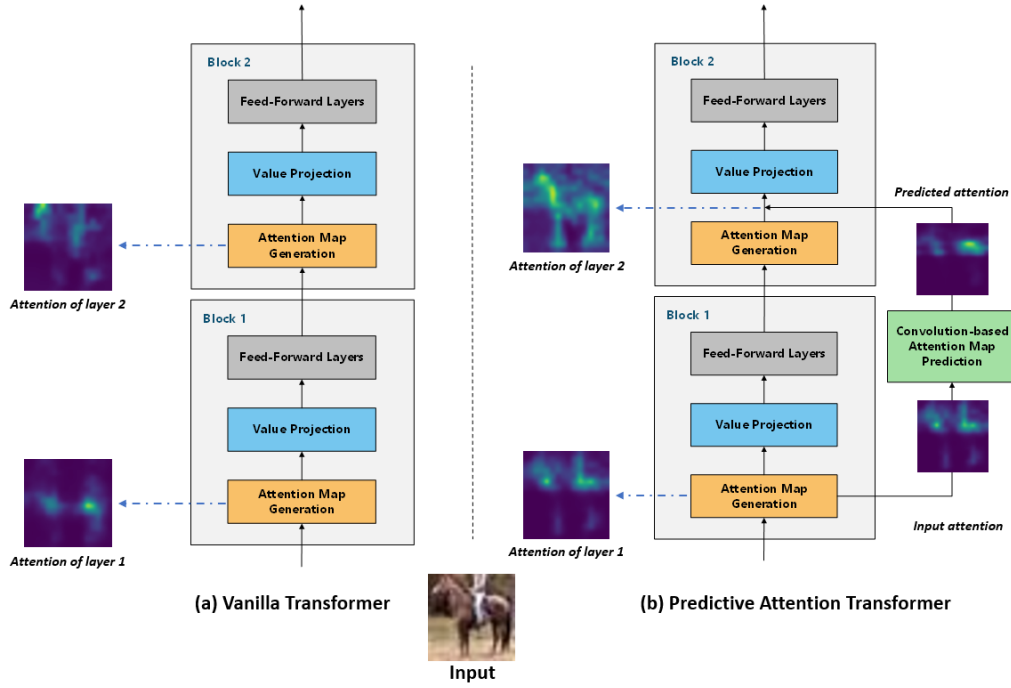 Block 2
Feed-Forward Layers
Value Projection
Attention Map
Generation
Attention of layer 2
Block 1
Feed-Forward Layers
Value Projection
Attention Map
Generation
Attention of layer 1
(a) Vanilla Transformer
Block 2
Feed-Forward Layers
Value Projection
Attention Map
Generation
Attention of layer 2
Predicted attention
Block 1
Feed-Forward Layers
Value Projection
Attention Map
Generation
Attention of layer 1
Convolution-based
Attention Map
Prediction
Input attention
(b) Predictive Attention Transformer
Input